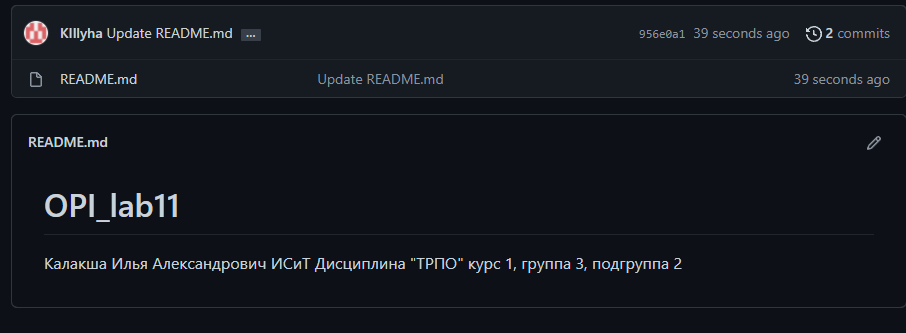 KIllyha Update README.md ...
956e0a1 39 seconds ago 2 commits
README.md Update README.md 39 seconds ago
README.md
OPI_lab11
Калакша Илья Александрович ИСиТ Дисциплина "ТРПО" курс 1, группа 3, подгруппа 2